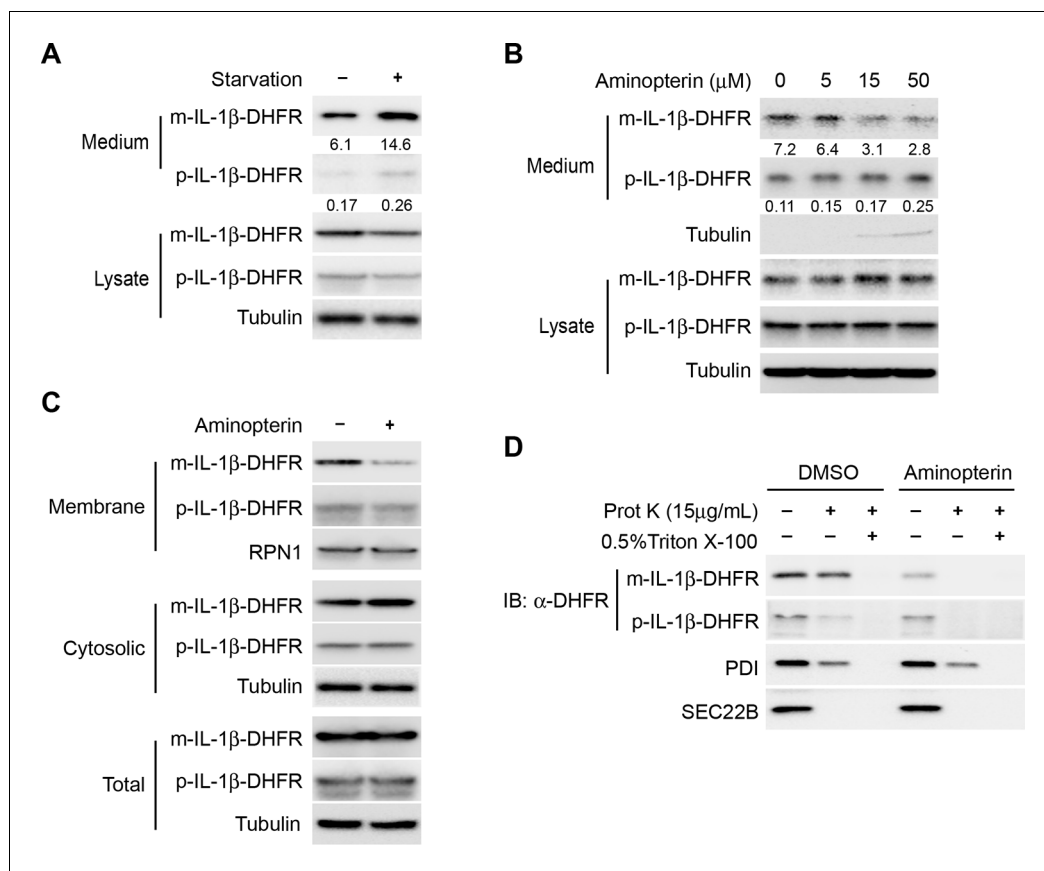 A
Starvation − +
Medium
m-IL-1β-DHFR
6.1 14.6
p-IL-1β-DHFR
0.17 0.26
Lysate
m-IL-1β-DHFR
p-IL-1β-DHFR
Tubulin
B
Aminopterin (μM) 0 5 15 50
Medium
m-IL-1β-DHFR
7.2 6.4 3.1 2.8
p-IL-1β-DHFR
0.11 0.15 0.17 0.25
Tubulin
Lysate
m-IL-1β-DHFR
p-IL-1β-DHFR
Tubulin
C
Aminopterin − +
Membrane
m-IL-1β-DHFR
p-IL-1β-DHFR
RPN1
Cytosolic
m-IL-1β-DHFR
p-IL-1β-DHFR
Tubulin
Total
m-IL-1β-DHFR
p-IL-1β-DHFR
Tubulin
D
DMSO Aminopterin
Prot K (15μg/mL) − + + − + +
0.5%Triton X-100 − − + − − +
IB: α-DHFR
m-IL-1β-DHFR
p-IL-1β-DHFR
PDI
SEC22B